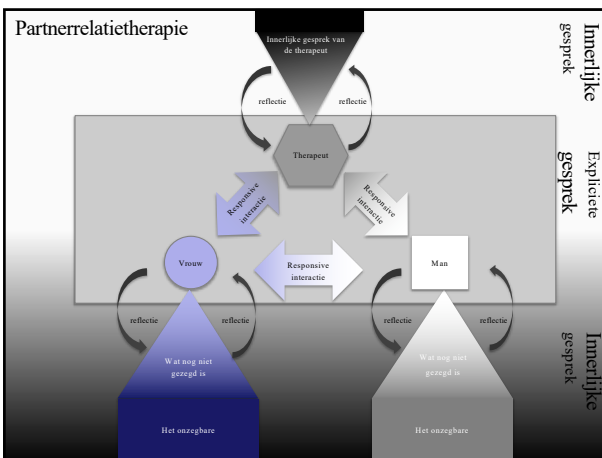 Partnerrelatietherapie
Innerlijke gesprek van
de therapeut
Innerlijke
gesprek
reflectie
reflectie
Therapeut
Expliciete
gesprek
Responsive
interactie
Responsive
interactie
Vrouw
Responsive
interactie
Man
reflectie
reflectie
reflectie
reflectie
Wat nog niet
gezegd is
Wat nog niet
gezegd is
Innerlijke
gesprek
Het onzegbare
Het onzegbare